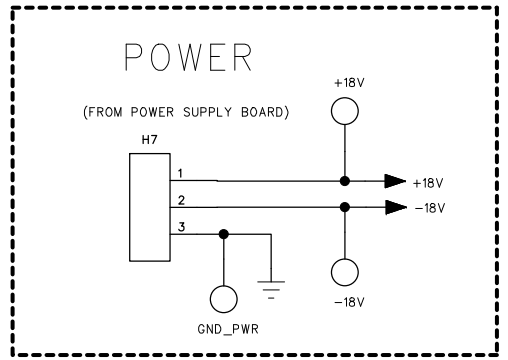 POWER
+18V
(FROM POWER SUPPLY BOARD)
H7
1
+18V
2
-18V
3
-18V
GND_PWR